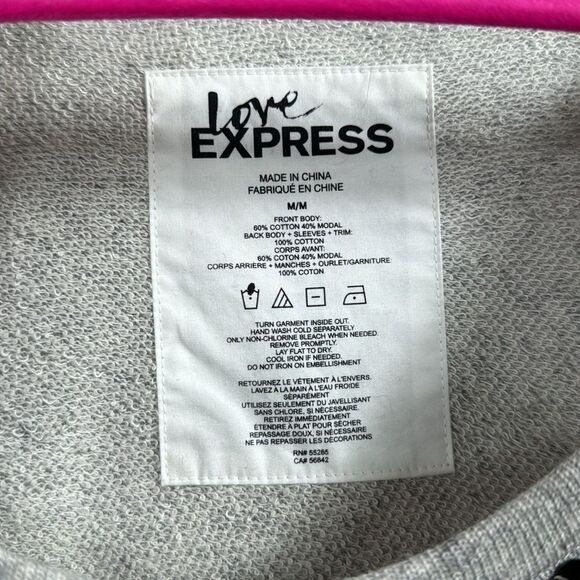 Love
EXPRESS
MADE IN CHINA
FABRIQUÉ EN CHINE
M/M
FRONT BODY:
60% COTTON 40% MODAL
BACK BODY + SLEEVES + TRIM:
100% COTTON
CORPS AVANT:
60% COTTON 40% MODAL
CORPS ARRIÈRE + MANCHES + OURLET/GARNITURE:
100% COTON
TURN GARMENT INSIDE OUT.
HAND WASH COLD SEPARATELY
ONLY NON-CHLORINE BLEACH WHEN NEEDED.
REMOVE PROMPTLY.
LAY FLAT TO DRY.
COOL IRON IF NEEDED.
DO NOT IRON ON EMBELLISHMENT.
RETOURNEZ LE VÊTEMENT À L'ENVERS.
LAVEZ À LA MAIN À L'EAU FROIDE
SÉPARÉMENT
UTILISEZ SEULEMENT DU JAVELLISANT
SANS CHLORE, SI NÉCESSAIRE.
RETIREZ IMMÉDIATEMENT
ÉTENDRE À PLAT POUR SÉCHER
REPASSAGE DOUX, SI NÉCESSAIRE.
NE PAS REPASSER LES DÉCORATIONS
RN# 55285
CA# 56842